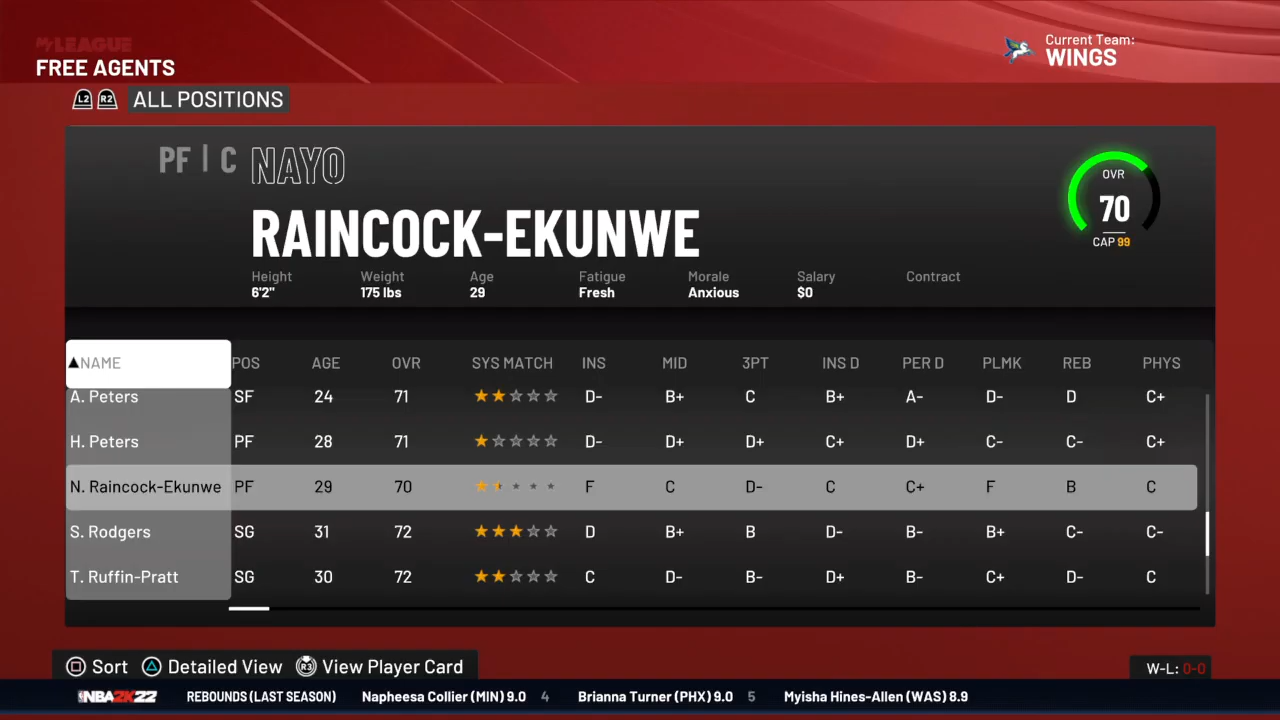 MyLEAGUE
FREE AGENTS
Current Team:
WINGS
L2 R2 ALL POSITIONS
PF | C NAYO
RAINCOCK-EKUNWE
OVR
70
CAP 99
Height Weight Age Fatigue Morale Salary Contract
6'2" 175 lbs 29 Fresh Anxious $0
▲NAME POS AGE OVR SYS MATCH INS MID 3PT INS D PER D PLMK REB PHYS
A. Peters SF 24 71 D- B+ C B+ A- D- D C+
H. Peters PF 28 71 D- D+ D+ C+ D+ C- C- C+
N. Raincock-Ekunwe PF 29 70 F C D- C C+ F B C
S. Rodgers SG 31 72 D B+ B D- B- B+ C- C-
T. Ruffin-Pratt SG 30 72 C D- B- D+ B- C+ D- C
Sort Detailed View R3 View Player Card
W-L: 0-0
NBA2K22 REBOUNDS (LAST SEASON) Napheesa Collier (MIN) 9.0 4 Brianna Turner (PHX) 9.0 5 Myisha Hines-Allen (WAS) 8.9